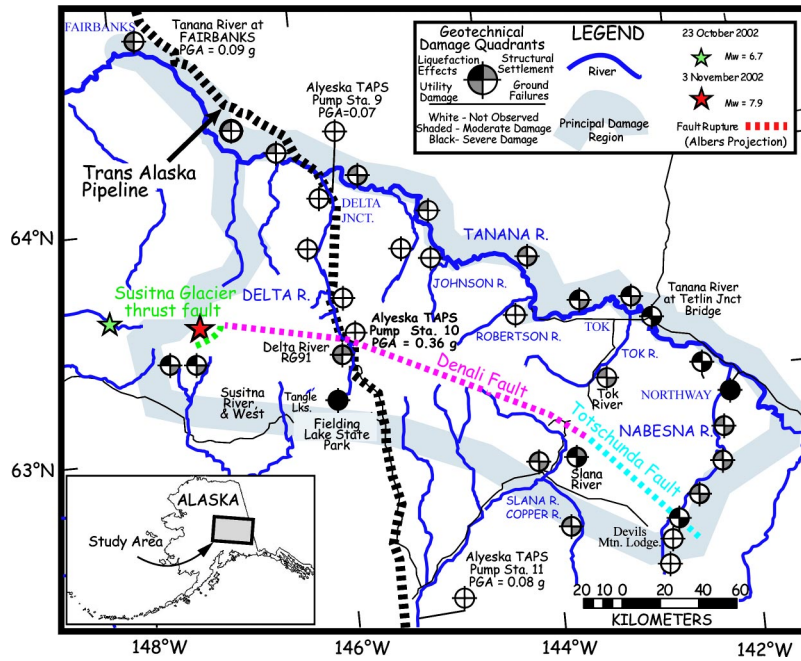 FAIRBANKS
Tanana River at
FAIRBANKS
PGA = 0.09 g
Alyeska TAPS
Pump Sta. 9
PGA=0.07
Trans Alaska
Pipeline
Geotechnical
Damage Quadrants
Liquefaction
Effects
Structural
Settlement
Utility
Damage
Ground
Failures
White - Not Observed
Shaded - Moderate Damage
Black- Severe Damage
LEGEND
River
Principal Damage
Region
23 October 2002
Mw = 6.7
3 November 2002
Mw = 7.9
Fault Rupture
(Albers Projection)
DELTA
JNCT.
64°N
TANANA R.
JOHNSON R.
DELTA R.
Susitna Glacier
thrust fault
Alyeska TAPS
Pump Sta. 10
PGA = 0.36 g
ROBERTSON R.
Tanana River
at Tetlin Jnct
Bridge
TOK
TOK R.
Delta River
RG91
Denali Fault
Tok
River
NORTHWAY
Susitna
River,
& West
Tangle
Lks.
Fielding
Lake State
Park
Totschunda Fault
NABESNA R.
63°N
Slana
River
SLANA R.
COPPER R.
Devils
Mtn. Lodge.
ALASKA
Study Area
Alyeska TAPS
Pump Sta. 11
PGA = 0.08 g
20 10 0 20 40 60
KILOMETERS
148°W
146°W
144°W
142°W